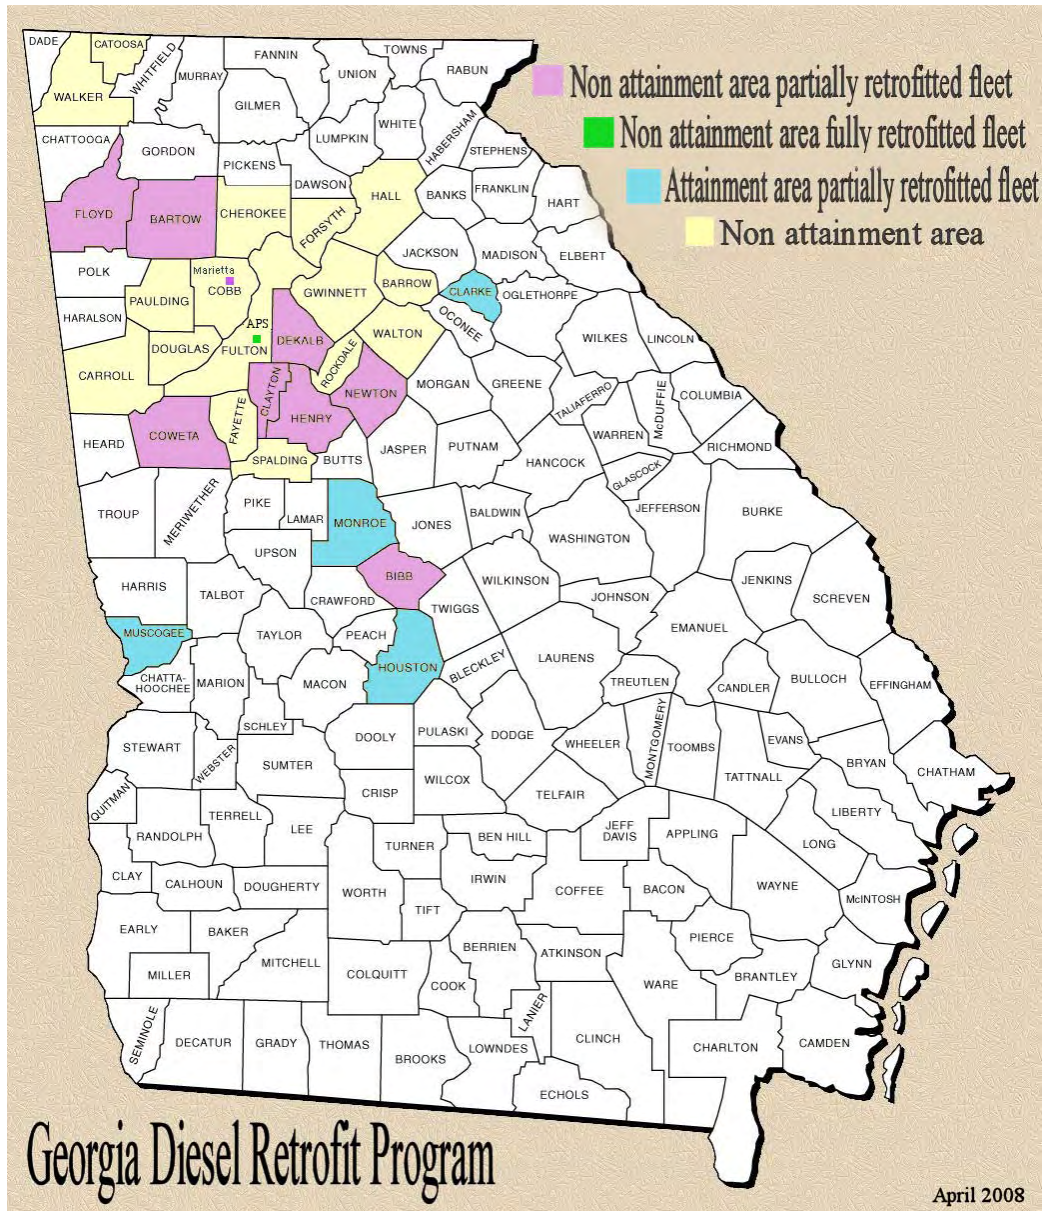 DADE
CATOOSA
WHITFIELD
MURRAY
FANNIN
UNION
TOWNS
RABUN
WALKER
GILMER
LUMPKIN
WHITE
HABERSHAM
STEPHENS
Non attainment area partially retrofitted fleet
Non attainment area fully retrofitted fleet
Attainment area partially retrofitted fleet
Non attainment area
CHATTOOGA
GORDON
PICKENS
DAWSON
HALL
BANKS
FRANKLIN
HART
FLOYD
BARTOW
CHEROKEE
FORSYTH
JACKSON
MADISON
ELBERT
POLK
PAULDING
Marietta
COBB
GWINNETT
BARROW
CLARKE
OGLETHORPE
HARALSON
OCONEE
WILKES
LINCOLN
DOUGLAS
APS
FULTON
DEKALB
ROCKDALE
WALTON
CARROLL
CLAYTON
NEWTON
MORGAN
GREENE
TALIAFERRO
McDUFFIE
COLUMBIA
COWETA
FAYETTE
HENRY
HEARD
SPALDING
BUTTS
JASPER
PUTNAM
HANCOCK
WARREN
RICHMOND
GLASCOCK
TROUP
MERIWETHER
PIKE
LAMAR
MONROE
JONES
BALDWIN
WASHINGTON
JEFFERSON
BURKE
UPSON
BIBB
WILKINSON
JENKINS
SCREVEN
HARRIS
TALBOT
CRAWFORD
TWIGGS
JOHNSON
MUSCOGEE
TAYLOR
PEACH
EMANUEL
HOUSTON
BLECKLEY
LAURENS
CHATTA-
HOOCHEE
MARION
MACON
TREUTLEN
CANDLER
BULLOCH
EFFINGHAM
SCHLEY
DOOLY
PULASKI
DODGE
WHEELER
MONTGOMERY
TOOMBS
EVANS
STEWART
WEBSTER
SUMTER
TATTNALL
BRYAN
CHATHAM
QUITMAN
CRISP
WILCOX
TELFAIR
LIBERTY
RANDOLPH
TERRELL
LEE
TURNER
BEN HILL
JEFF
DAVIS
APPLING
LONG
CLAY
CALHOUN
DOUGHERTY
WORTH
IRWIN
COFFEE
BACON
WAYNE
McINTOSH
TIFT
EARLY
BAKER
BERRIEN
ATKINSON
PIERCE
MILLER
MITCHELL
COLQUITT
COOK
WARE
BRANTLEY
GLYNN
SEMINOLE
DECATUR
GRADY
THOMAS
BROOKS
LANIER
LOWNDES
CLINCH
CHARLTON
CAMDEN
ECHOLS
Georgia Diesel Retrofit Program
April 2008